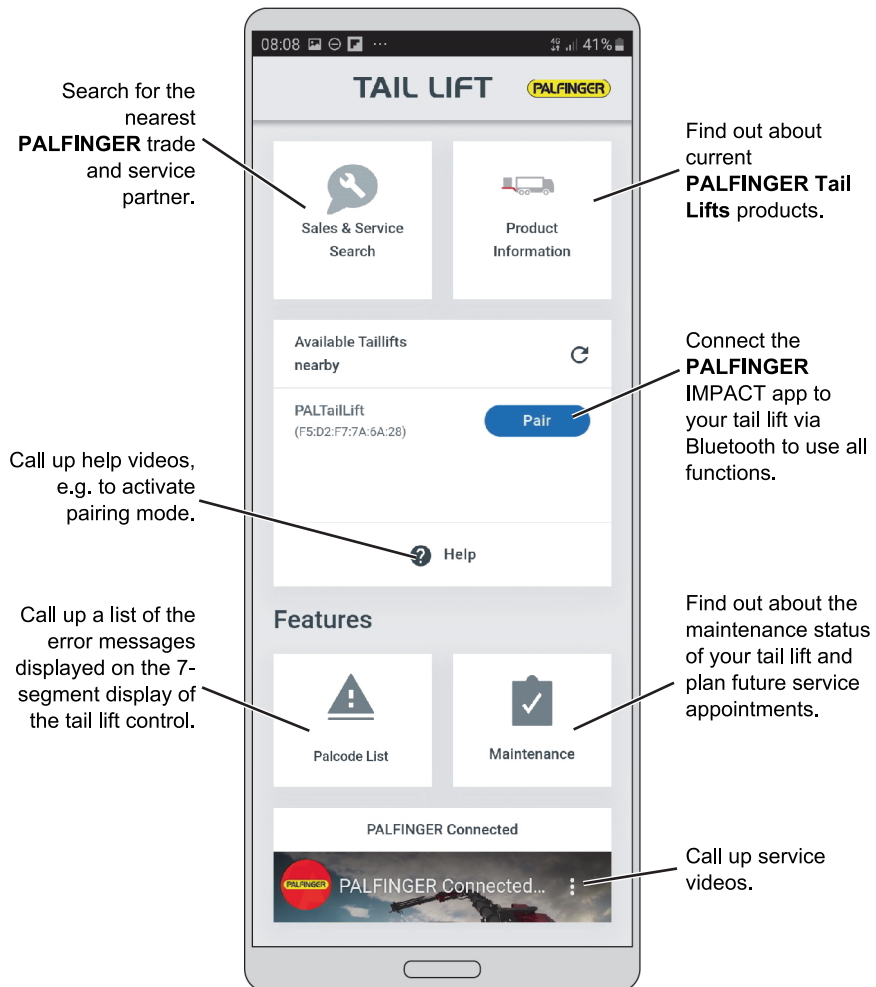 08:08 ··· 4G 41%
TAIL LIFT PALFINGER
Search for the
nearest
PALFINGER trade
and service
partner.
Sales & Service
Search
Product
Information
Find out about
current
PALFINGER Tail
Lifts products.
Available Taillifts
nearby
PALTailLift
(F5:D2:F7:7A:6A:28)
Pair
Connect the
PALFINGER
IMPACT app to
your tail lift via
Bluetooth to use all
functions.
Call up help videos,
e.g. to activate
pairing mode.
? Help
Features
Call up a list of the
error messages
displayed on the 7-
segment display of
the tail lift control.
Palcode List
Maintenance
Find out about the
maintenance status
of your tail lift and
plan future service
appointments.
PALFINGER Connected
PALFINGER PALFINGER Connected...
Call up service
videos.